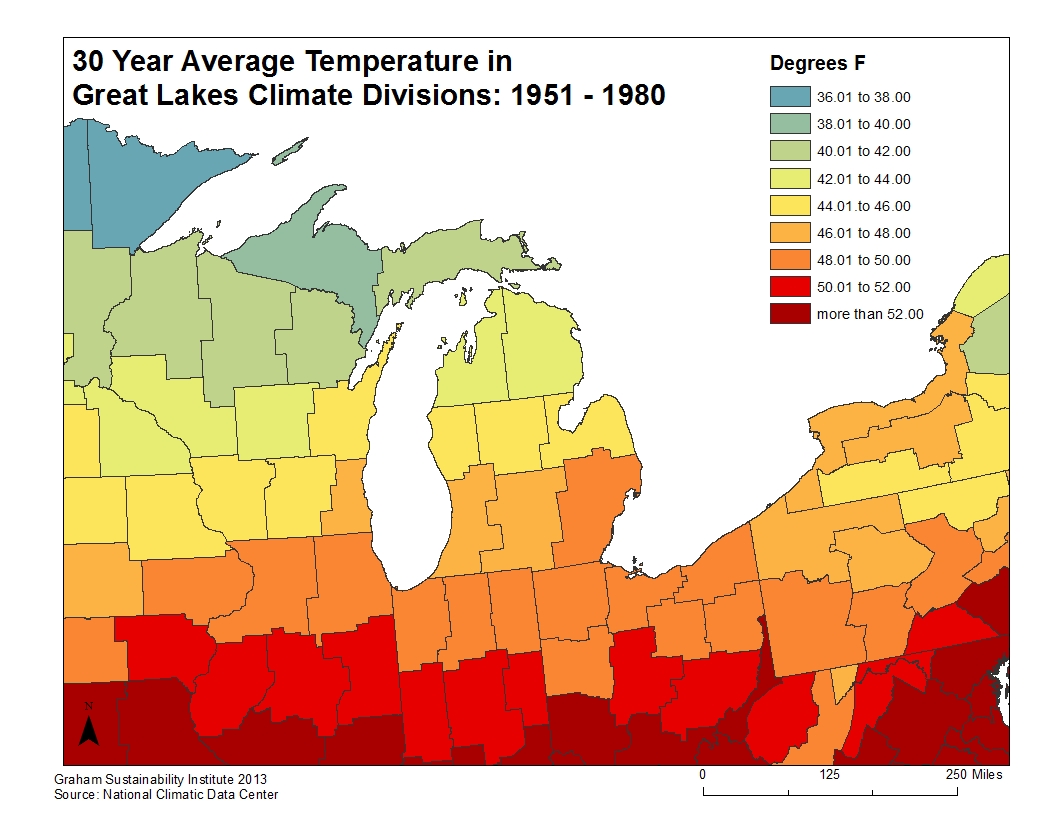 30 Year Average Temperature in
Great Lakes Climate Divisions: 1951 - 1980
Degrees F
36.01 to 38.00
38.01 to 40.00
40.01 to 42.00
42.01 to 44.00
44.01 to 46.00
46.01 to 48.00
48.01 to 50.00
50.01 to 52.00
more than 52.00
N
Graham Sustainability Institute 2013
Source: National Climatic Data Center
0 125 250 Miles